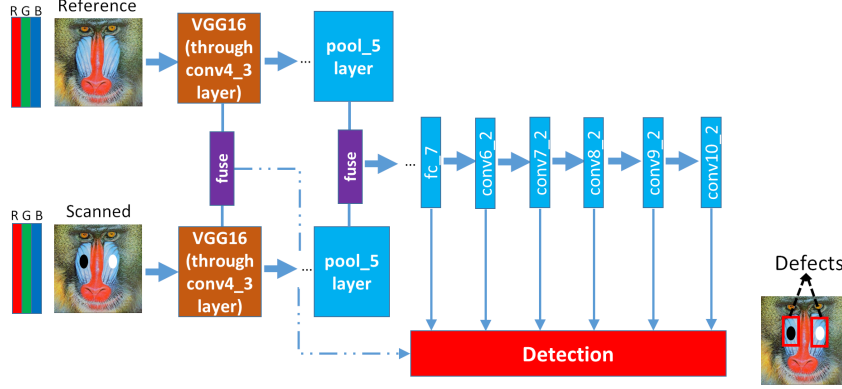 R G B
Reference
VGG16
(through
conv4_3
layer)
...
pool_5
layer
fuse
fuse
...
fc_7
conv6_2
conv7_2
conv8_2
conv9_2
conv10_2
R G B
Scanned
VGG16
(through
conv4_3
layer)
...
pool_5
layer
Detection
Defects